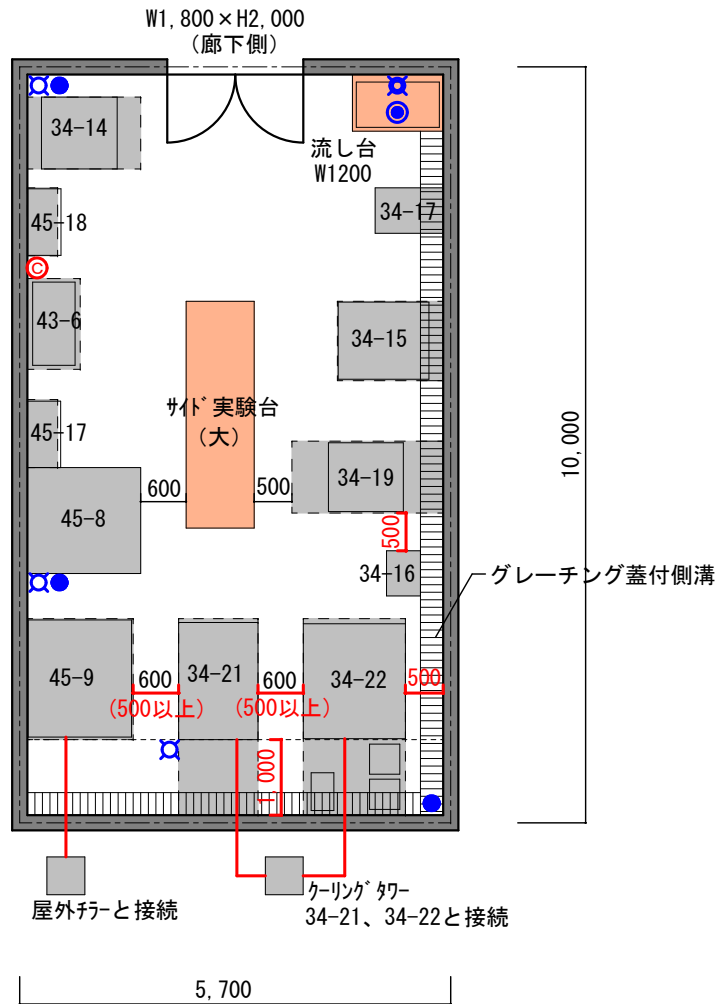 W1,800×H2,000
(廊下側)
34-14
流し台
W1200
45-18
34-17
C
43-6
34-15
ｻｲﾄﾞ実験台
(大)
45-17
10,000
600
500
34-19
45-8
500
34-16
グレーチング蓋付側溝
45-9
600
34-21
600
34-22
500
(500以上)
(500以上)
1,000
屋外ﾁﾗｰと接続
ｸｰﾘﾝｸﾞﾀﾜｰ
34-21、34-22と接続
5,700